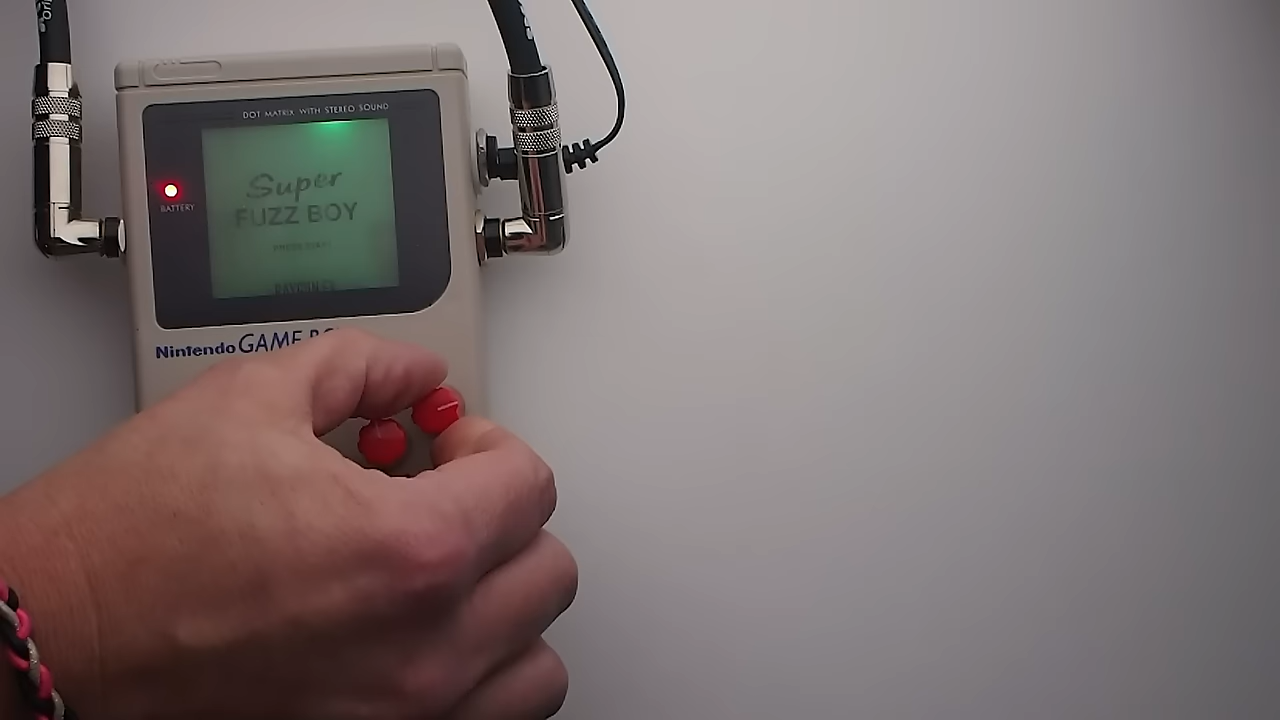 DOT MATRIX WITH STEREO SOUND
Super
FUZZ BOY
BATTERY
Nintendo GAME BO